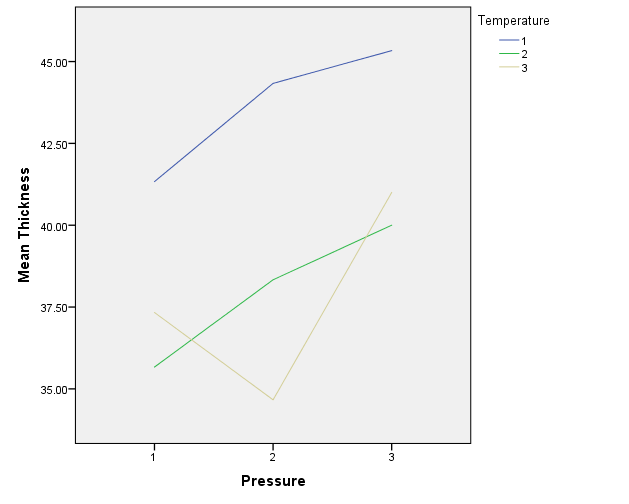 Temperature
1
2
3
45.00
42.50
40.00
37.50
35.00
Mean Thickness
1 2 3
Pressure